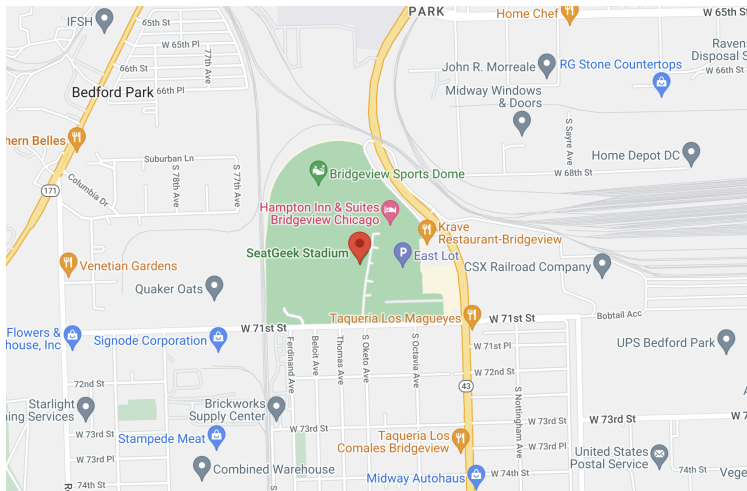 IFSH
65th St
PARK
Home Chef
W 65th St
W 65th Pl
77th Ave
John R. Morreale
RG Stone Countertops
Raven
Disposal S
66th St
W 66th St
Bedford Park
66th Pl
Midway Windows
& Doors
S Sayre Ave
hern Belles
Suburban Ln
S 78th Ave
S 77th Ave
Home Depot DC
Bridgeview Sports Dome
W 68th St
171
Columbia Dr
Hampton Inn & Suites
Bridgeview Chicago
Krave
Restaurant-Bridgeview
SeatGeek Stadium
P
East Lot
Venetian Gardens
CSX Railroad Company
Quaker Oats
Taqueria Los Magueyes
W 71st St
Bobtail Acc
Flowers &
house, Inc
Signode Corporation
W 71st St
Ferdinand Ave
Beloit Ave
Thomas Ave
S Oketo Ave
S Octavia Ave
W 71st Pl
UPS Bedford Park
W 72nd St
72nd St
43
S Nottingham Ave
Starlight
ing Services
Brickworks
Supply Center
W 73rd St
W 73rd St
W 73rd St
W 7
Stampede Meat
W 73rd St
Taqueria Los
Comales Bridgeview
W 73rd Pl
W 73rd Pl
United States
Postal Service
Combined Warehouse
Midway Autohaus
W 74th St
74th St
Vege
74th St
S